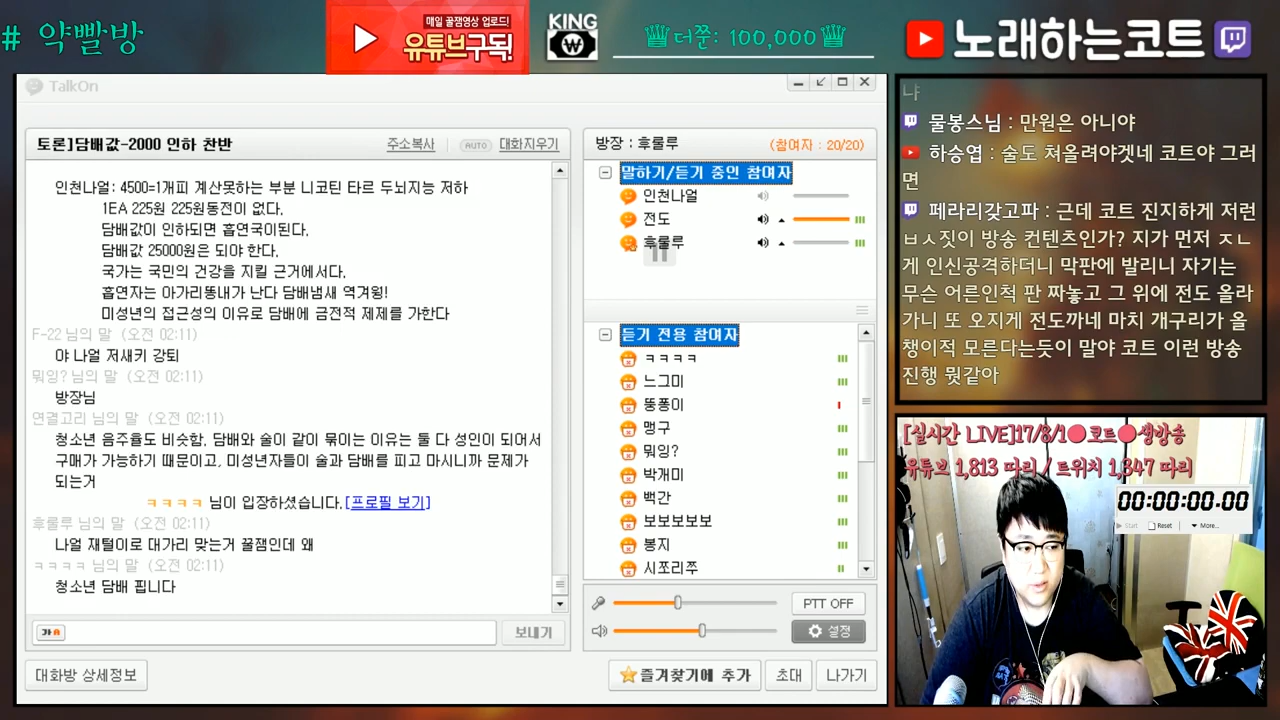 # 약빨방
매일 꿀잼영상 업로드!
유튜브구독!
KING
더쿤: 100,000
노래하는코트
TalkOn
토론]담배값-2000 인하 찬반
주소복사
AUTO
대화지우기
인천나얼: 4500=1개피 계산못하는 부분 니코틴 타르 두뇌지능 저하
1EA 225원 225원동전이 없다.
담배값이 인하되면 흡연국이된다.
담배값 25000원은 되야 한다.
국가는 국민의 건강을 지킬 근거에서다.
흡연자는 아가리똥내가 난다 담배냄새 역겨웡!
미성년의 접근성의 이유로 담배에 금전적 제제를 가한다
F-22 님의 말 (오전 02:11)
야 나얼 저새키 강퇴
뭐잉? 님의 말 (오전 02:11)
방장님
연결고리 님의 말 (오전 02:11)
청소년 음주율도 비슷함. 담배와 술이 같이 묶이는 이유는 둘 다 성인이 되어서
구매가 가능하기 때문이고, 미성년자들이 술과 담배를 피고 마시니까 문제가
되는거
ㅋㅋㅋㅋ 님이 입장하셨습니다.[프로필 보기]
후룰루 님의 말 (오전 02:11)
나얼 재털이로 대가리 맞는거 꿀잼인데 왜
ㅋㅋㅋㅋ 님의 말 (오전 02:11)
청소년 담배 핍니다
가A
보내기
대화방 상세정보
방장 : 후룰루
(참여자 : 20/20)
말하기/듣기 중인 참여자
인천나얼
전도
후룰루
듣기 전용 참여자
ㅋㅋㅋㅋ
느그미
뚱퐁이
맹구
뭐잉?
박개미
백간
보보보보보
봉지
시쪼리쭈
PTT OFF
설정
즐겨찾기에 추가
초대
나가기
냐
물봉스님 : 만원은 아니야
하승엽 : 술도 쳐올려야겟네 코트야 그러
면
페라리갖고파 : 근데 코트 진지하게 저런
ㅂㅅ짓이 방송 컨텐츠인가? 지가 먼저 ㅈㄴ
게 인신공격하더니 막판에 발리니 자기는
무슨 어른인척 판 짜놓고 그 위에 전도 올라
가니 또 오지게 전도까네 마치 개구리가 올
챙이적 모른다는듯이 말야 코트 이런 방송
진행 뭣같아
[실시간 LIVE]17/8/1●코트●생방송
유튜브 1,813 따리 / 트위치 1,347 따리
00:00:00.00
Start
Reset
More...